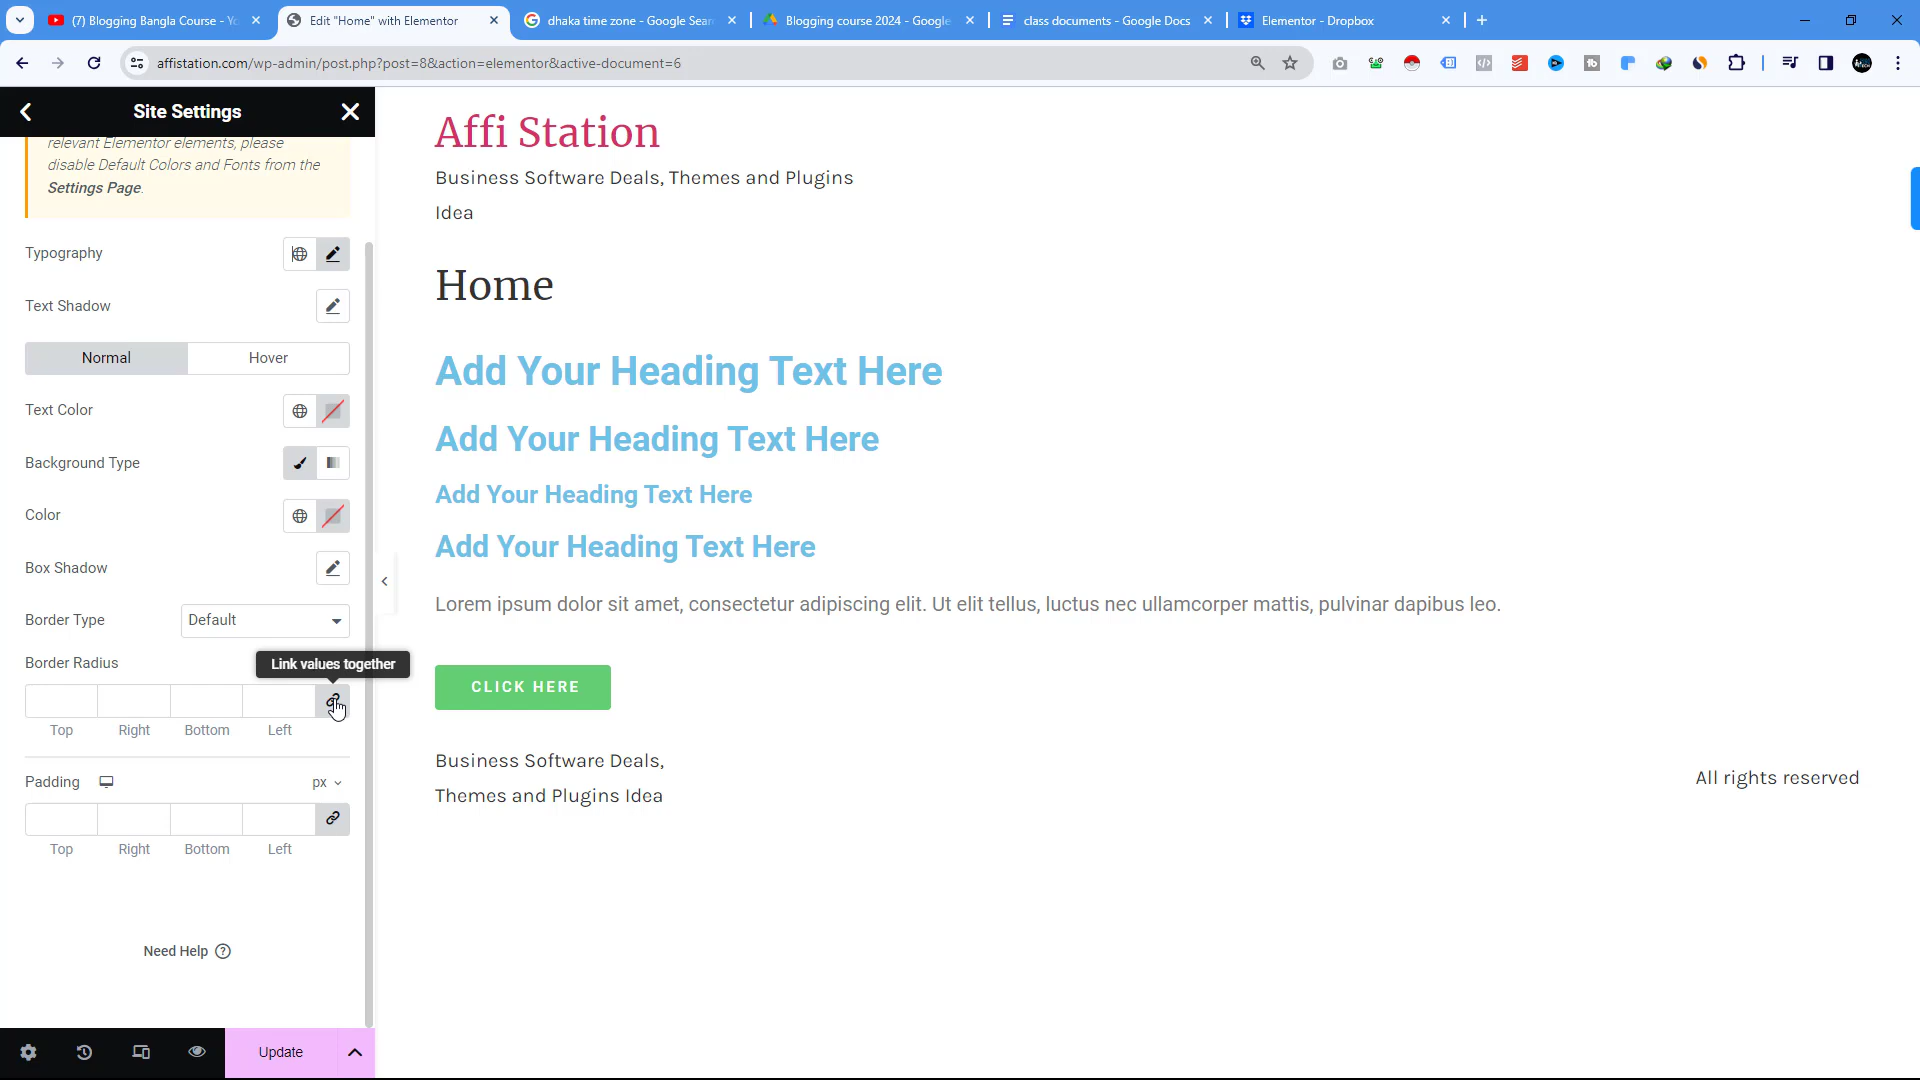 (7) Blogging Bangla Course - Yo
Edit "Home" with Elementor
dhaka time zone - Google Sear
Blogging course 2024 - Google
class documents - Google Docs
Elementor - Dropbox
affistation.com/wp-admin/post.php?post=8&action=elementor&active-document=6
Site Settings
relevant Elementor elements, please
disable Default Colors and Fonts from the
Settings Page.
Typography
Text Shadow
Normal
Hover
Text Color
Background Type
Color
Box Shadow
Border Type
Default
Border Radius
Link values together
Top
Right
Bottom
Left
Padding
px
Top
Right
Bottom
Left
Need Help
Update
Affi Station
Business Software Deals, Themes and Plugins
Idea
Home
Add Your Heading Text Here
Add Your Heading Text Here
Add Your Heading Text Here
Add Your Heading Text Here
Lorem ipsum dolor sit amet, consectetur adipiscing elit. Ut elit tellus, luctus nec ullamcorper mattis, pulvinar dapibus leo.
CLICK HERE
Business Software Deals,
Themes and Plugins Idea
All rights reserved